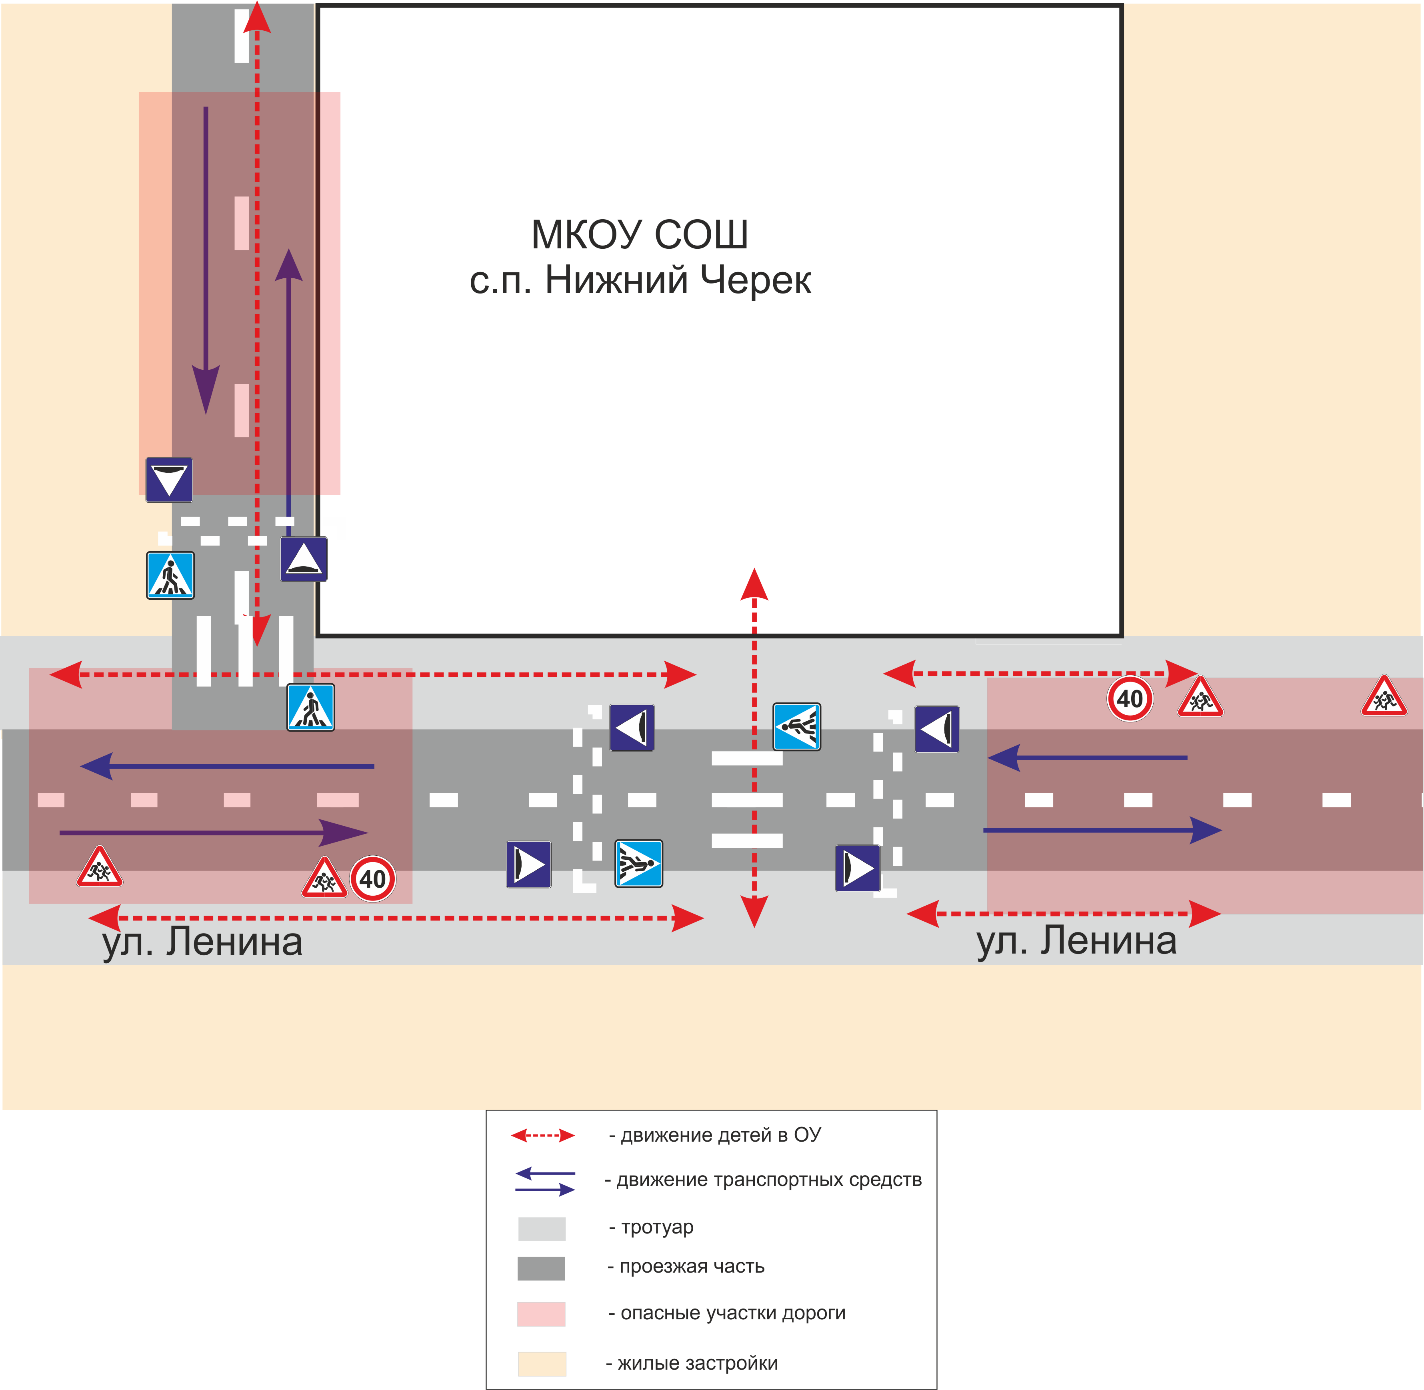 МКОУ СОШ
с.п. Нижний Черек
40
40
ул. Ленина
ул. Ленина
- движение детей в ОУ
- движение транспортных средств
- тротуар
- проезжая часть
- опасные участки дороги
- жилые застройки